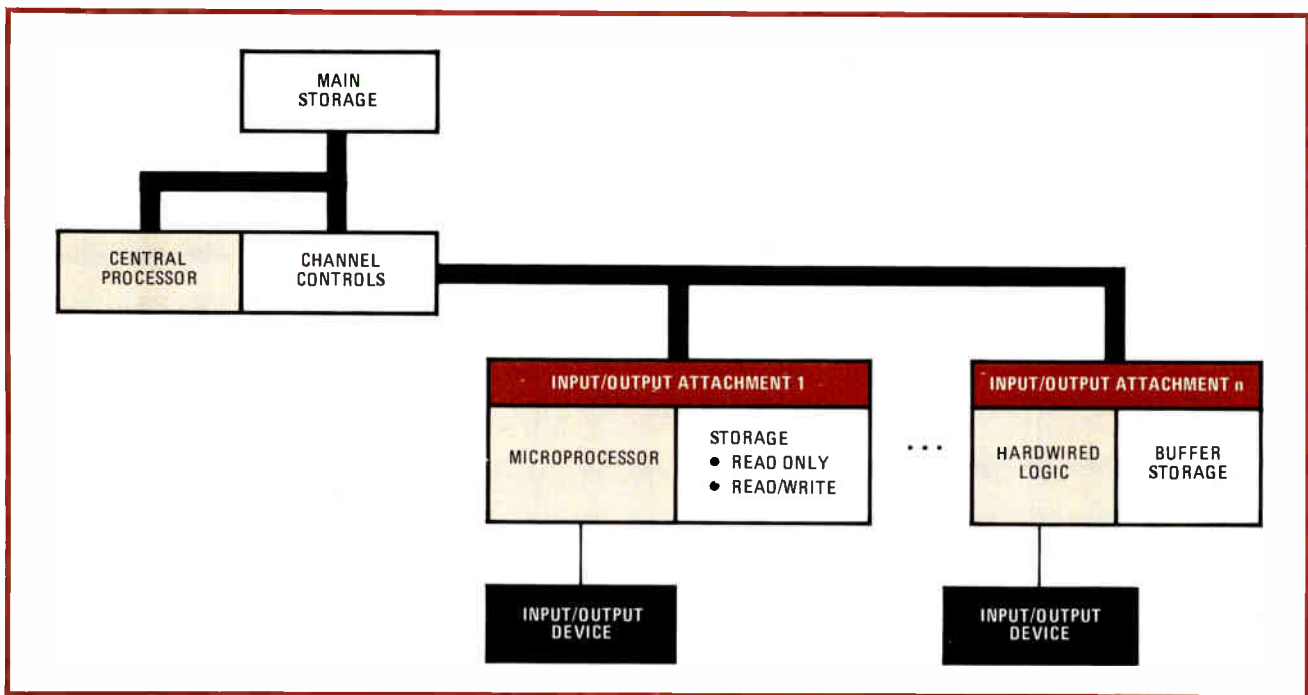 MAIN
STORAGE
CENTRAL
PROCESSOR
CHANNEL
CONTROLS
INPUT/OUTPUT ATTACHMENT 1
MICROPROCESSOR
STORAGE
● READ ONLY
● READ/WRITE
...
INPUT/OUTPUT ATTACHMENT n
HARDWIRED
LOGIC
BUFFER
STORAGE
INPUT/OUTPUT
DEVICE
INPUT/OUTPUT
DEVICE